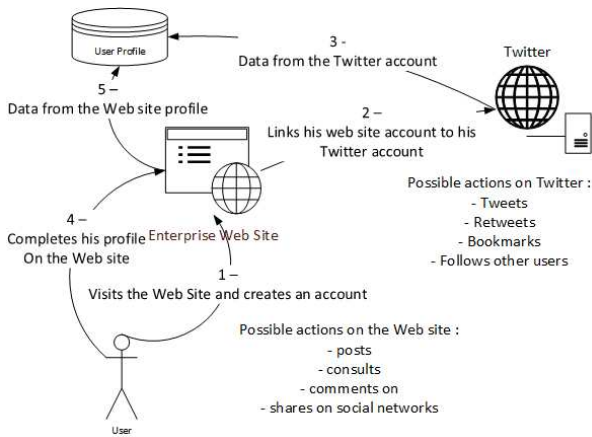 User Profile
3 -
Data from the Twitter account
Twitter
5 –
Data from the Web site profile
2 –
Links his web site account to his
Twitter account
Possible actions on Twitter :
- Tweets
- Retweets
- Bookmarks
- Follows other users
4 –
Completes his profile
On the Web site
Enterprise Web Site
1 –
Visits the Web Site and creates an account
Possible actions on the Web site :
- posts
- consults
- comments on
- shares on social networks
User